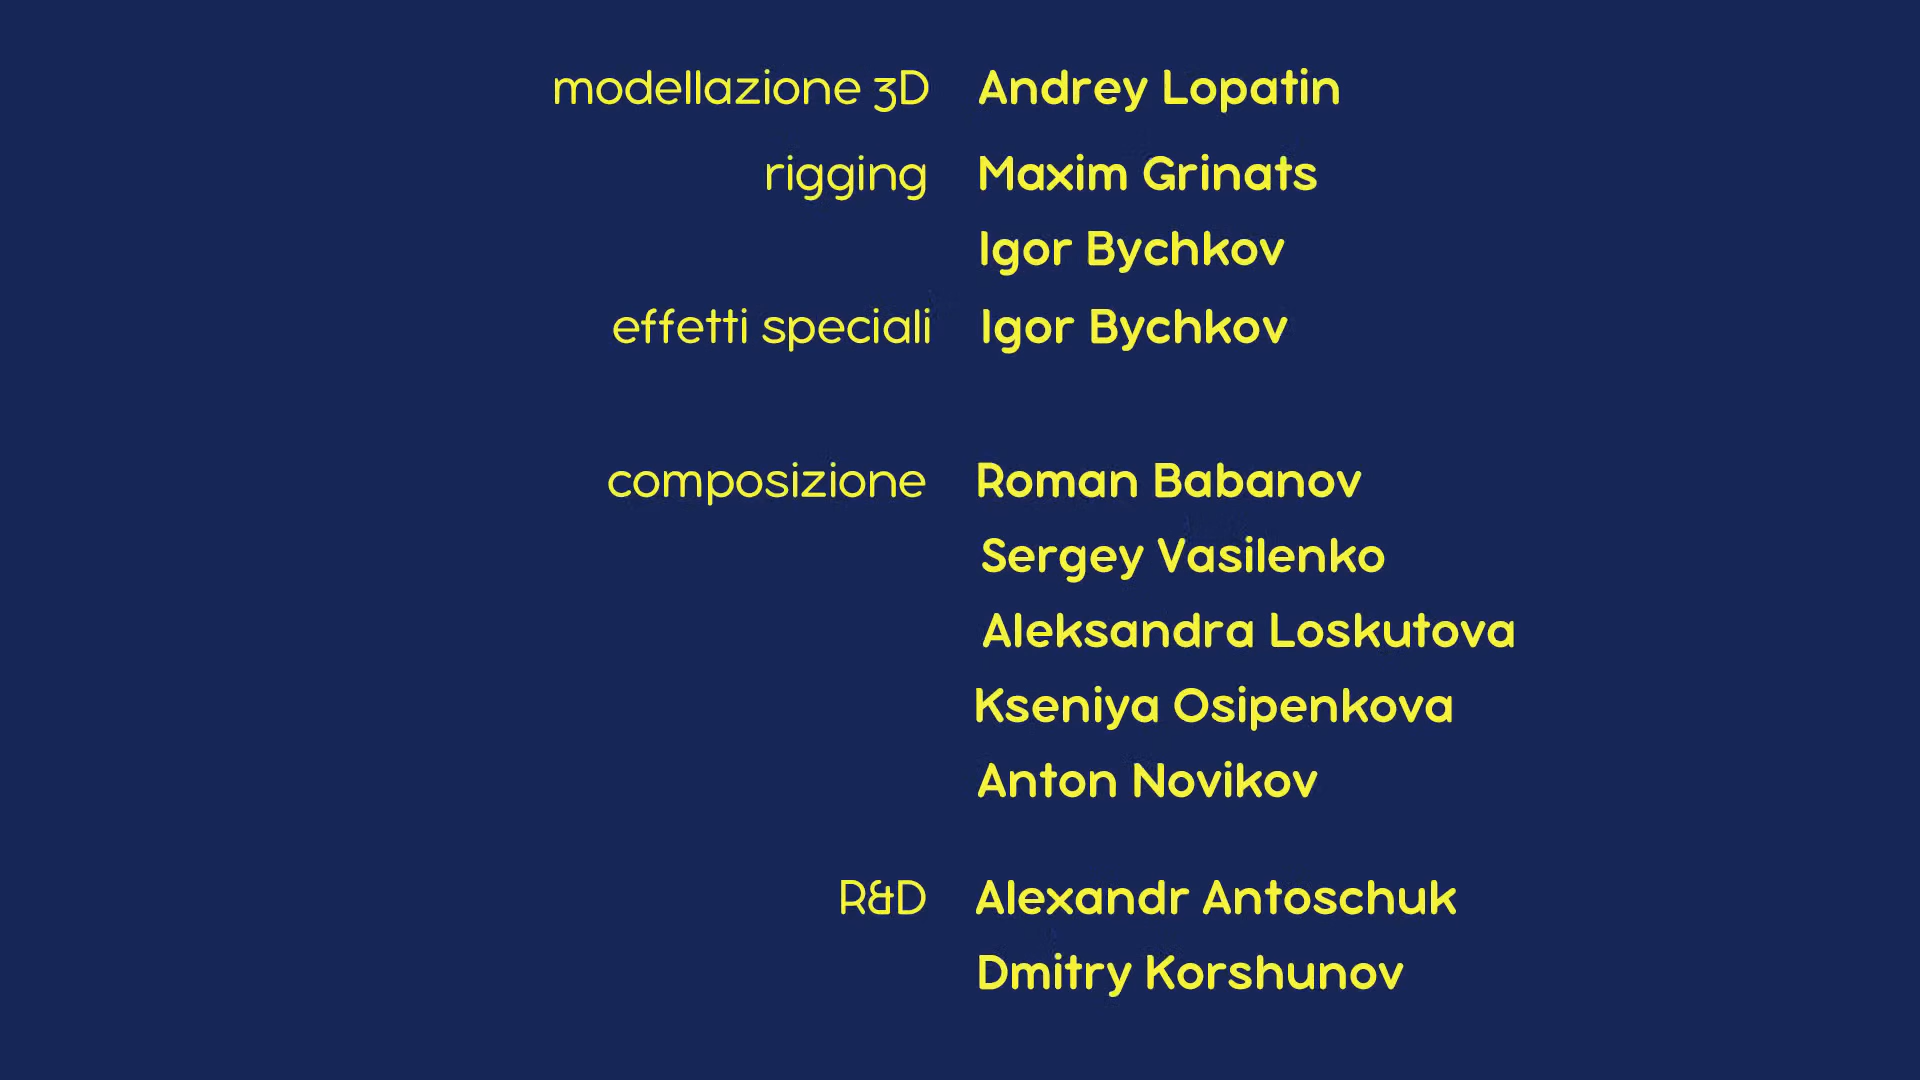 modellazione 3D Andrey Lopatin
rigging Maxim Grinats
Igor Bychkov
effetti speciali Igor Bychkov
composizione Roman Babanov
Sergey Vasilenko
Aleksandra Loskutova
Kseniya Osipenkova
Anton Novikov
R&D Alexandr Antoschuk
Dmitry Korshunov